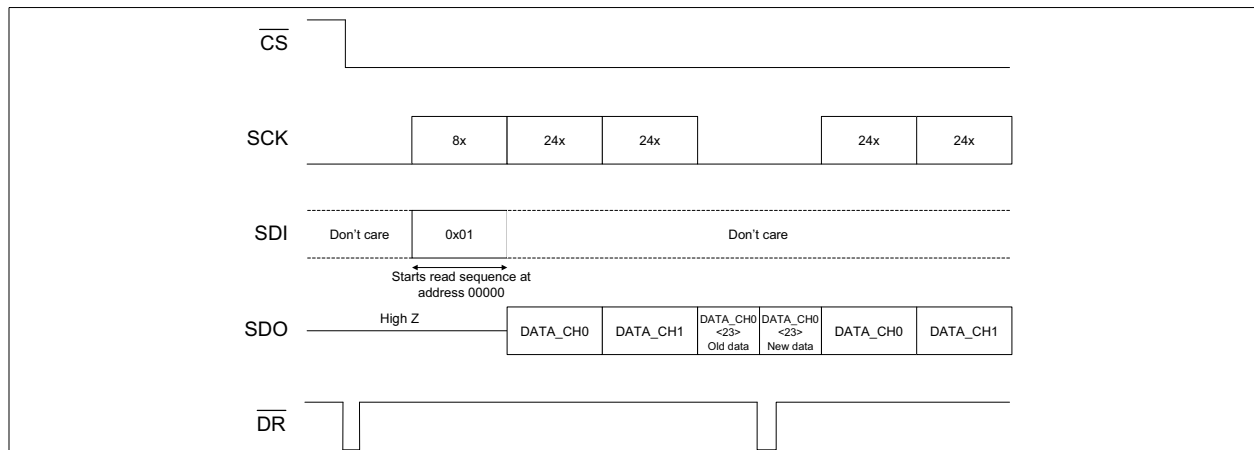 CS
SCK
8x
24x
24x
24x
24x
SDI
Don't care
0x01
Don't care
Starts read sequence at
address 00000
SDO
High Z
DATA_CH0
DATA_CH1
DATA_CH0
<23>
Old data
DATA_CH0
<23>
New data
DATA_CH0
DATA_CH1
DR